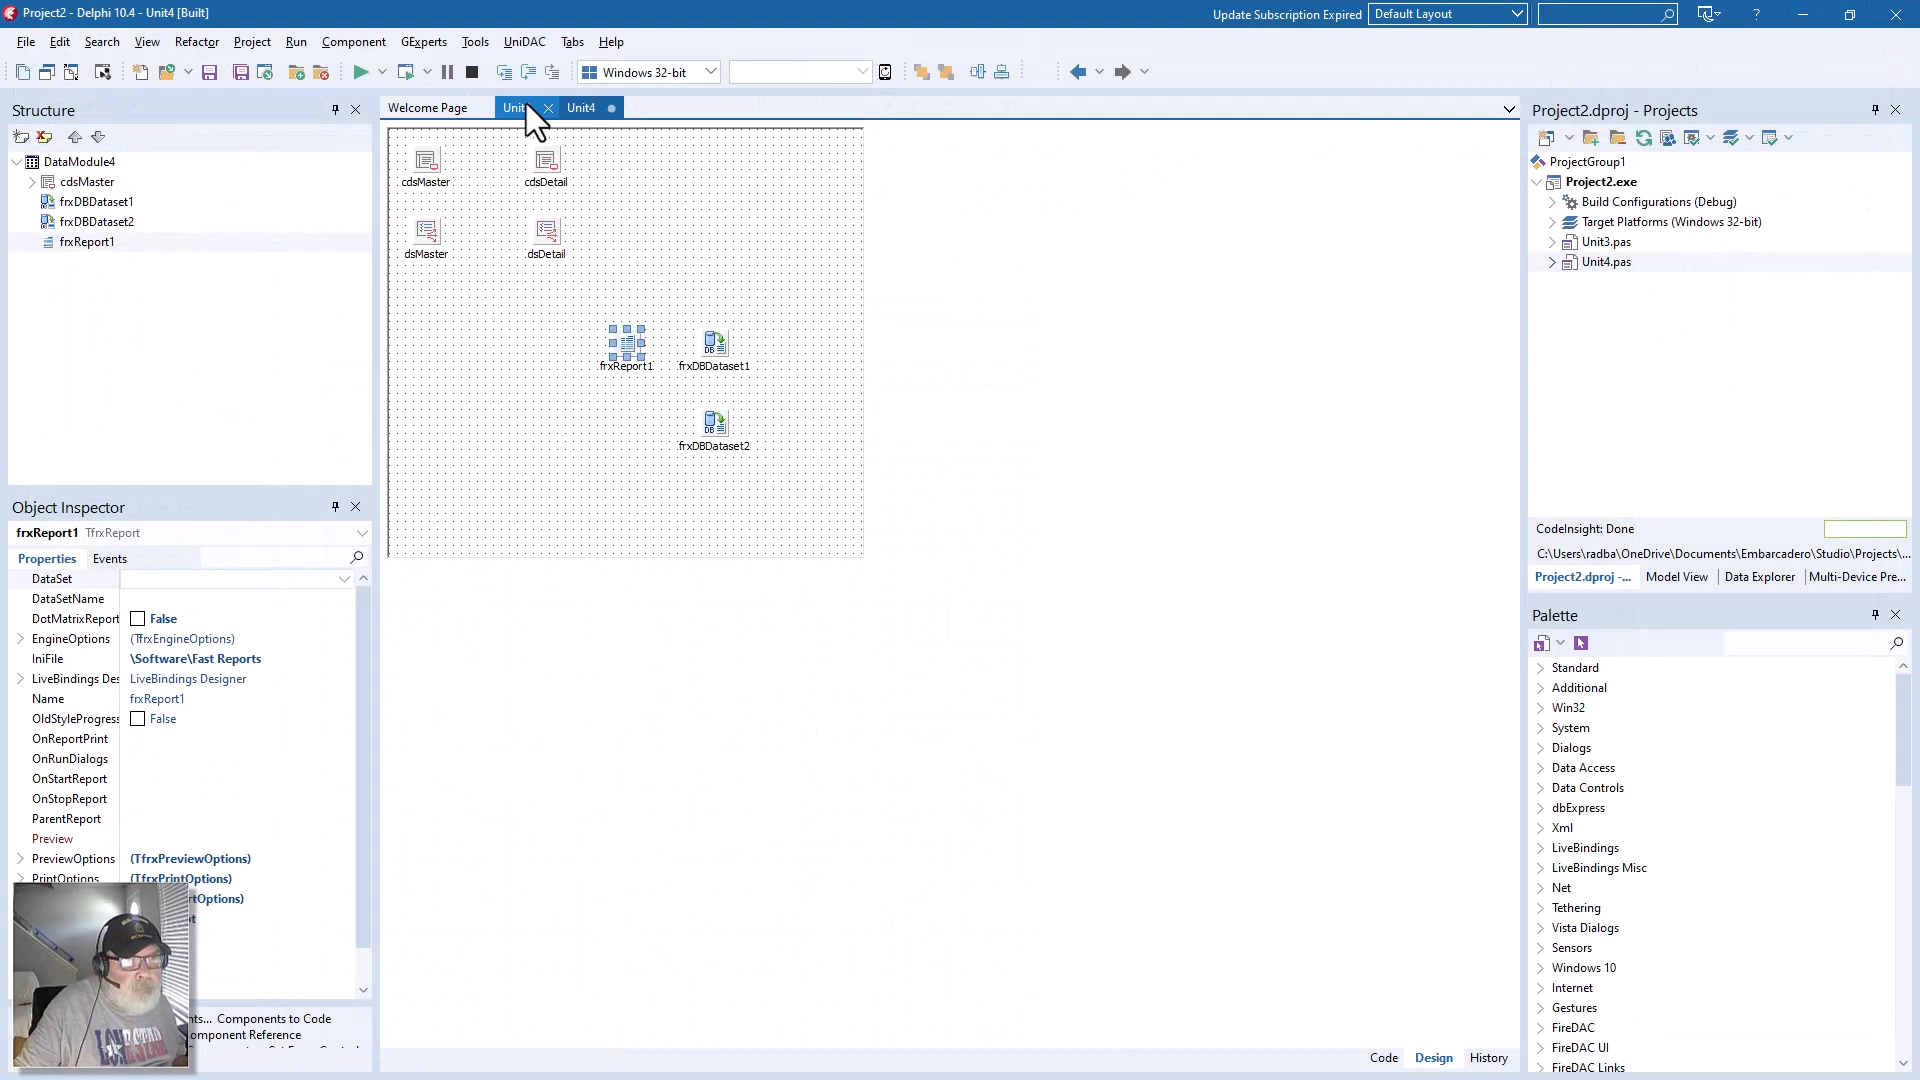 Project2 - Delphi 10.4 - Unit4 [Built]
Update Subscription Expired
Default Layout
File Edit Search View Refactor Project Run Component GExperts Tools UniDAC Tabs Help
Windows 32-bit
Structure
DataModule4
cdsMaster
frxDBDataset1
frxDBDataset2
frxReport1
Object Inspector
frxReport1 TfrxReport
Properties Events
DataSet
DataSetName
DotMatrixReport False
EngineOptions (TfrxEngineOptions)
IniFile \Software\Fast Reports
LiveBindings Des LiveBindings Designer
Name frxReport1
OldStyleProgress False
OnReportPrint
OnRunDialogs
OnStartReport
OnStopReport
ParentReport
Preview
PreviewOptions (TfrxPreviewOptions)
PrintOptions (TfrxPrintOptions)
rtOptions)
nts... Components to Code
omponent Reference
Welcome Page Unit Unit4
cdsMaster cdsDetail
dsMaster dsDetail
frxReport1 frxDBDataset1
frxDBDataset2
Code Design History
Project2.dproj - Projects
ProjectGroup1
Project2.exe
Build Configurations (Debug)
Target Platforms (Windows 32-bit)
Unit3.pas
Unit4.pas
CodeInsight: Done
C:\Users\radba\OneDrive\Documents\Embarcadero\Studio\Projects\...
Project2.dproj -... Model View Data Explorer Multi-Device Pre...
Palette
Standard
Additional
Win32
System
Dialogs
Data Access
Data Controls
dbExpress
Xml
LiveBindings
LiveBindings Misc
Net
Tethering
Vista Dialogs
Sensors
Windows 10
Internet
Gestures
FireDAC
FireDAC UI
FireDAC Links